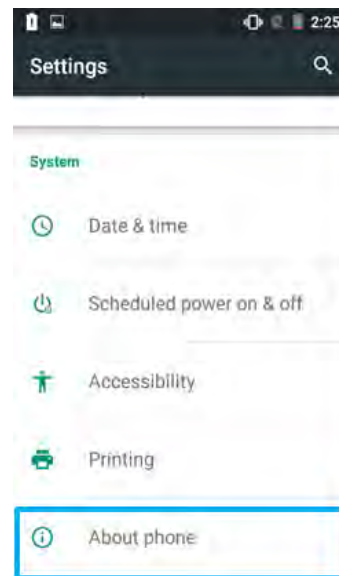 2:25
Settings
System
Date & time
Scheduled power on & off
Accessibility
Printing
About phone